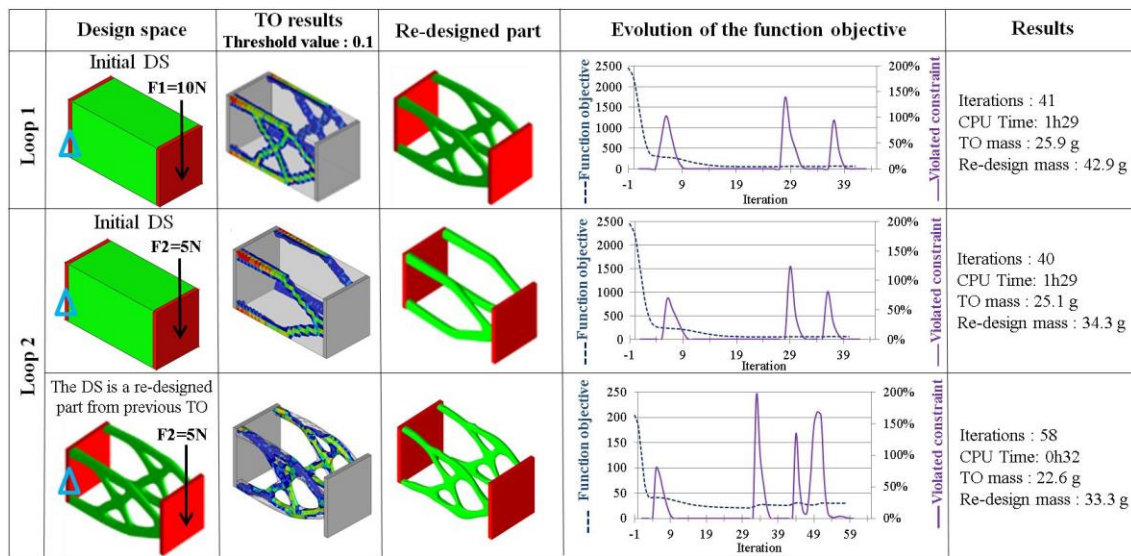 Design space
TO results
Threshold value : 0.1
Re-designed part
Evolution of the function objective
Results
Loop 1
Initial DS
F1=10N
Function objective
2500
2000
1500
1000
500
0
200%
150%
100%
50%
0%
-1 9 19 29 39
Iteration
Violated constraint
Iterations : 41
CPU Time: 1h29
TO mass : 25.9 g
Re-design mass : 42.9 g
Loop 2
Initial DS
F2=5N
Function objective
2500
2000
1500
1000
500
0
200%
150%
100%
50%
0%
-1 9 19 29 39
Iteration
Violated constraint
Iterations : 40
CPU Time: 1h29
TO mass : 25.1 g
Re-design mass : 34.3 g
The DS is a re-designed
part from previous TO
F2=5N
Function objective
250
200
150
100
50
0
200%
150%
100%
50%
0%
-1 9 19 29 39 49 59
Iteration
Violated constraint
Iterations : 58
CPU Time: 0h32
TO mass : 22.6 g
Re-design mass : 33.3 g